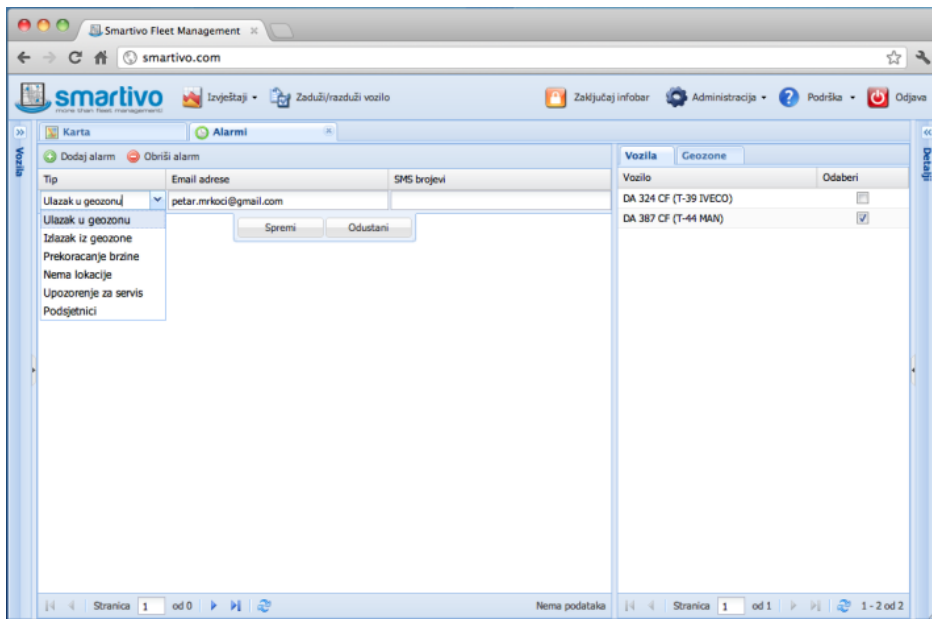 Smartivo Fleet Management
smartivo.com
smartivo
more than fleet management!
Izvještaji
Zaduži/razduži vozilo
Zaključaj infobar
Administracija
Podrška
Odjava
Vozila
Karta
Alarmi
Dodaj alarm
Obriši alarm
Tip
Email adrese
SMS brojevi
Ulazak u geozonu
petar.mrkoci@gmail.com
Ulazak u geozonu
Izlazak iz geozone
Prekoracanje brzine
Nema lokacije
Upozorenje za servis
Podsjetnici
Spremi
Odustani
Stranica 1 od 0
Nema podataka
Vozila
Geozone
Vozilo
Odaberi
DA 324 CF (T-39 IVECO)
DA 387 CF (T-44 MAN)
Stranica 1 od 1
1 - 2 od 2
Detalji